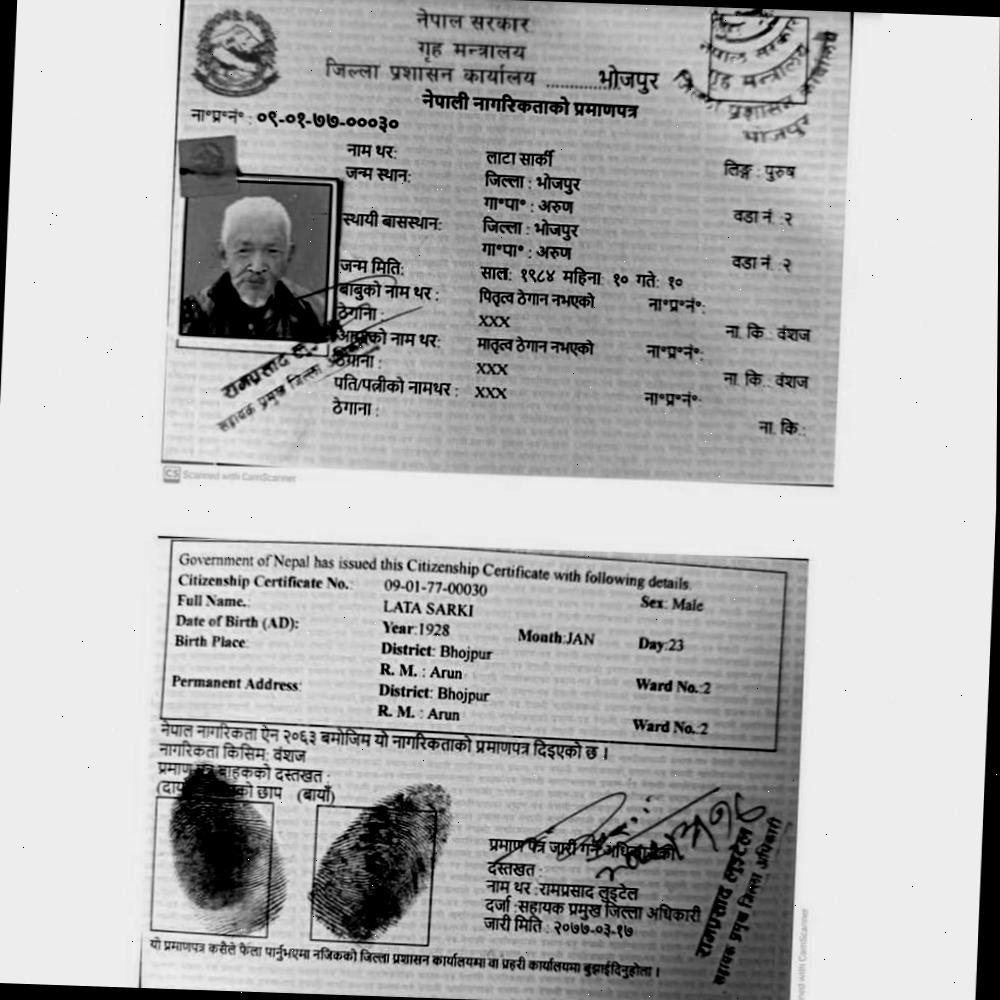 नेपाल सरकार
गृह मन्त्रालय
जिल्ला प्रशासन कार्यालय ............. भोजपुर
नेपाली नागरिकताको प्रमाणपत्र
नेपाल सरकार
गृह मन्त्रालय
जिल्ला प्रशासन कार्यालय
भोजपुर
ना°प्र°नं° : ०९-०१-७७-०००३०
नाम थर: लाटा सार्की लिङ्ग : पुरुष
जन्म स्थान: जिल्ला : भोजपुर
गा°पा° : अरुण वडा नं. :२
स्थायी बासस्थान: जिल्ला : भोजपुर
गा°पा° : अरुण वडा नं. :२
जन्म मिति: साल: १९८४ महिना: १० गते: १०
बाबुको नाम थर : पितृत्व ठेगान नभएको ना°प्र°नं°:
ठेगाना : XXX ना. कि.: वंशज
आमाको नाम थर: मातृत्व ठेगान नभएको ना°प्र°नं°:
ठेगाना : XXX ना. कि.: वंशज
पति/पत्नीको नामथर : XXX ना°प्र°नं°:
ठेगाना : ना. कि.:
रामप्रसाद
सहायक प्रमुख जिल्ला
CS Scanned with CamScanner
Government of Nepal has issued this Citizenship Certificate with following details.
Citizenship Certificate No.: 09-01-77-00030 Sex: Male
Full Name.: LATA SARKI
Date of Birth (AD): Year:1928 Month:JAN Day:23
Birth Place: District: Bhojpur
R. M. : Arun Ward No.:2
Permanent Address: District: Bhojpur
R. M. : Arun Ward No.:2
नेपाल नागरिकता ऐन २०६३ बमोजिम यो नागरिकताको प्रमाणपत्र दिइएको छ ।
नागरिकता किसिम: वंशज
प्रमाण पत्र बाहकको दस्तखत :
छाप (बायाँ)
प्रमाण पत्र जारी गर्ने अधिकारीको
दस्तखत :
नाम थर : रामप्रसाद लुइटेल
दर्जा :सहायक प्रमुख जिल्ला अधिकारी
जारी मिति : २०७७-०३-१७
रामप्रसाद लुइटेल
सहायक प्रमुख जिल्ला अधिकारी
यो प्रमाणपत्र कसैले फेला पार्नुभएमा नजिकको जिल्ला प्रशासन कार्यालयमा वा प्रहरी कार्यालयमा बुझाईदिनुहोला ।
with CamScanner